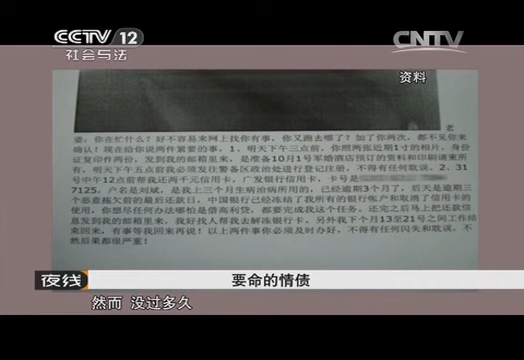 CCTV 12
社会与法
CNTV
资料
老
婆：你在忙什么？好不容易来网上找你有事，你又跑去哪了？加了你两次，都不见你来
确认！现在给你说两件紧要的事，1、明天下午三点前，你照两张近期1寸的相片，身份
证复印件两份，发到我的邮箱里来，是准备10月1号军婚酒店预订的资料和印刷请柬所
有。明天下午五点前我必须发往警备区政治处进行登记注册，不得有任何耽误。2、31
号中午12点前帮我还两千元信用卡，广发银行信用卡，卡号是
7125，户名是刘斌，是我上三个月生病治病所用的，已经逾期3个月了，后天是逾期三
个恶意拖欠前的最后还款日，中国银行已经冻结了我所有的银行帐户和取消了信用卡的
使用，你想尽任何办法哪怕是借高利贷，都要完成我这个任务。还完之后马上把还款信
息发到我的邮箱里来，我好找人帮我去解冻银行卡。另外我下个月13至21号之间工作结
束回来，有事等我回来再说！以上两件事你必须及时办好，不得有任何闪失和耽误，不
然后果都很严重！
夜线
要命的情债
然而 没过多久